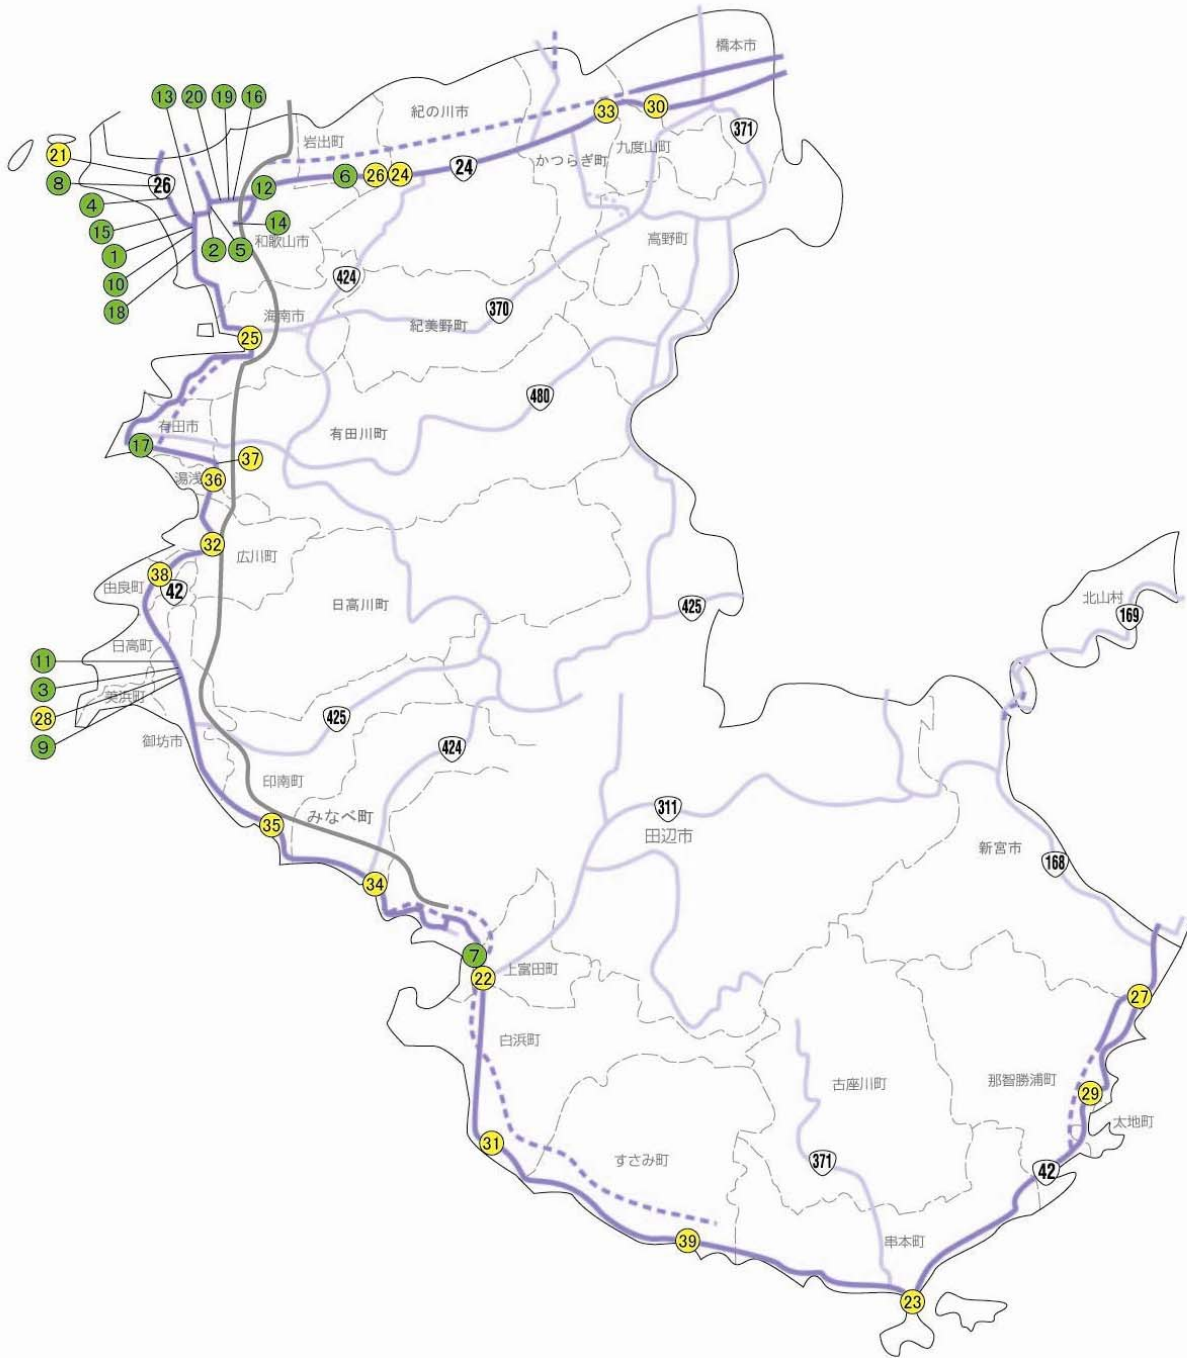 橋本市
13
20
19
16
紀の川市
33
30
岩出町
371
21
かつらぎ町
九度山町
24
8
26
6
26
24
12
4
15
14
1
2
5
和歌山市
高野町
10
424
18
370
海南市
紀美野町
25
480
有田市
有田川町
17
37
湯浅
36
32
広川町
38
由良町
42
日高川町
北山村
425
169
日高町
11
3
美浜町
28
425
9
御坊市
424
印南町
311
みなべ町
35
田辺市
新宮市
168
34
7
上富田町
22
27
白浜町
古座川町
那智勝浦町
29
太地町
31
すさみ町
371
42
39
串本町
23